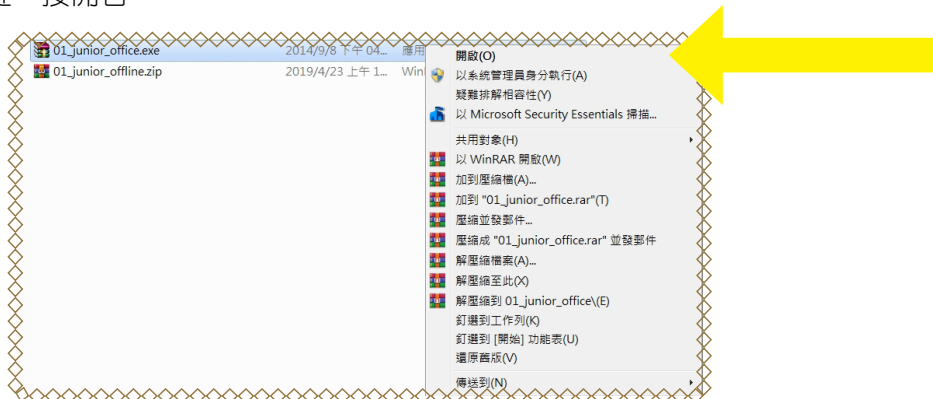 01_junior_office.exe 2014/9/8 下午 04... 應用
01_junior_offline.zip 2019/4/23 上午 1... Win
開啟(O)
以系統管理員身分執行(A)
疑難排解相容性(Y)
以 Microsoft Security Essentials 掃描...
共用對象(H)
以 WinRAR 開啟(W)
加到壓縮檔(A)...
加到 "01_junior_office.rar"(T)
壓縮並發郵件...
壓縮成 "01_junior_office.rar" 並發郵件
解壓縮檔案(A)...
解壓縮至此(X)
解壓縮到 01_junior_office\(E)
釘選到工作列(K)
釘選到 [開始] 功能表(U)
還原舊版(V)
傳送到(N)